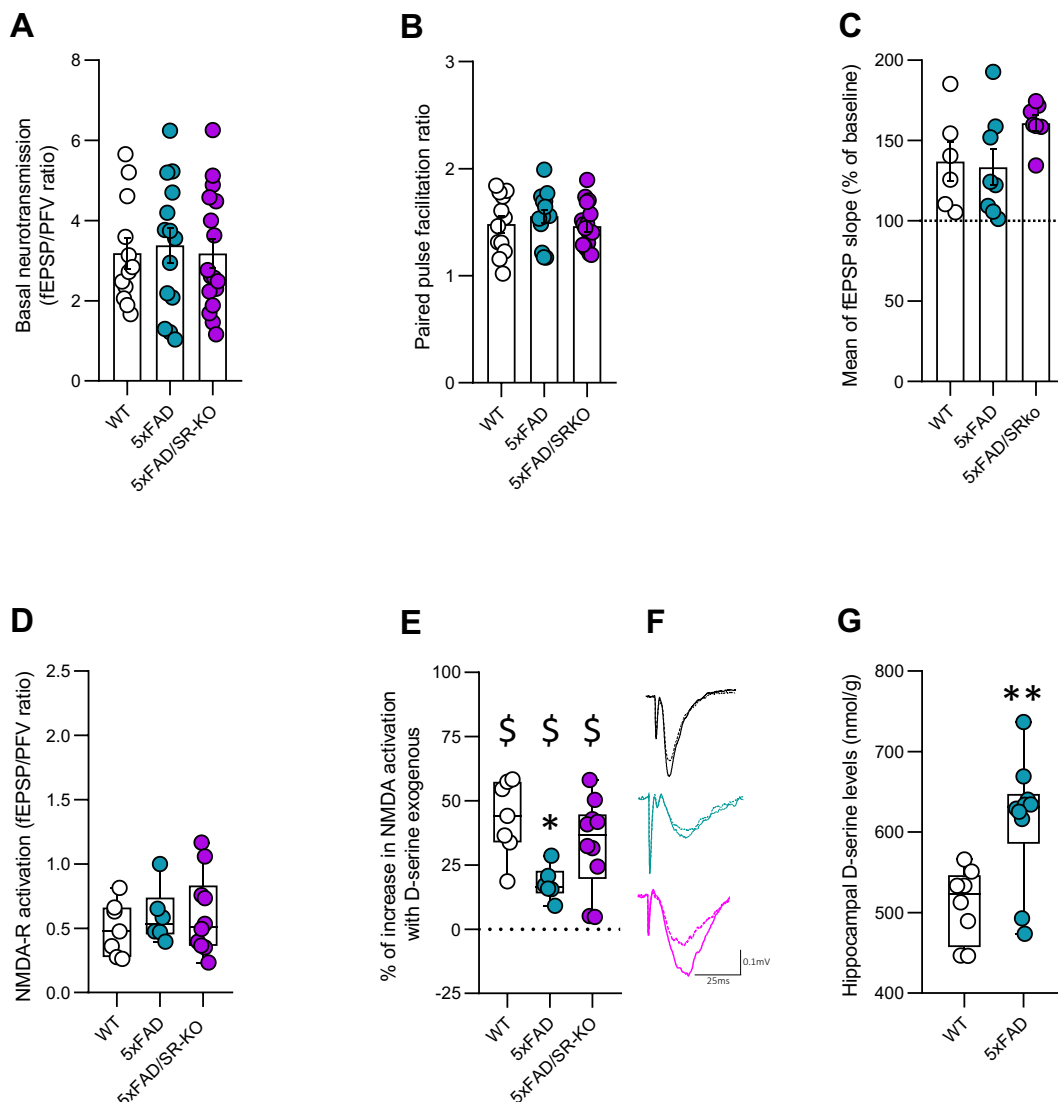 A
Basal neurotransmission
(fEPSP/PFV ratio)
8
6
4
2
0
WT
5xFAD
5xFAD/SR-KO
B
Paired pulse facilitation ratio
3
2
1
0
WT
5xFAD
5xFAD/SRKO
C
Mean of fEPSP slope (% of baseline)
200
150
100
50
0
WT
5xFAD
5xFAD/SRko
D
NMDA-R activation (fEPSP/PFV ratio)
2.5
2.0
1.5
1.0
0.5
0.0
WT
5xFAD
5xFAD/SR-KO
E
% of increase in NMDA activation
with D-serine exogenous
100
75
50
25
0
-25
$ $ $
*
WT
5xFAD
5xFAD/SR-KO
F
0.1mV
25ms
G
Hippocampal D-serine levels (nmol/g)
800
700
600
500
400
**
WT
5xFAD